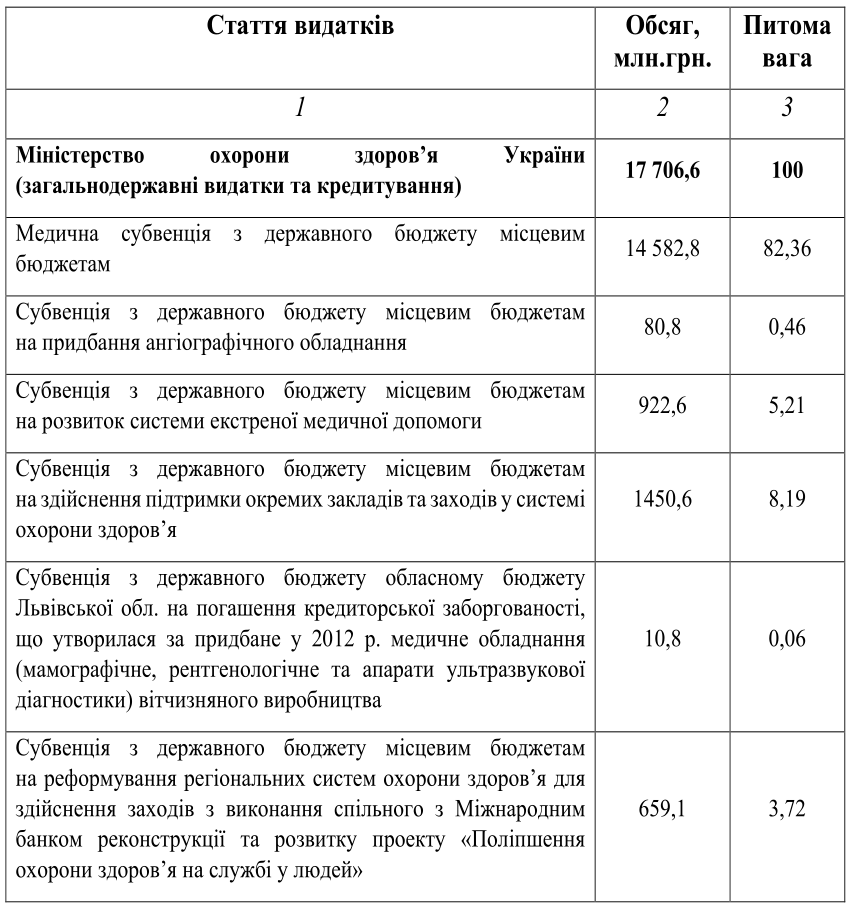 Стаття видатків
Обсяг,
млн.грн.
Питома
вага
1
2
3
Міністерство охорони здоров’я України
(загальнодержавні видатки та кредитування)
17 706,6
100
Медична субвенція з державного бюджету місцевим
бюджетам
14 582,8
82,36
Субвенція з державного бюджету місцевим бюджетам
на придбання ангіографічного обладнання
80,8
0,46
Субвенція з державного бюджету місцевим бюджетам
на розвиток системи екстреної медичної допомоги
922,6
5,21
Субвенція з державного бюджету місцевим бюджетам
на здійснення підтримки окремих закладів та заходів у системі
охорони здоров’я
1450,6
8,19
Субвенція з державного бюджету обласному бюджету
Львівської обл. на погашення кредиторської заборгованості,
що утворилася за придбане у 2012 р. медичне обладнання
(мамографічне, рентгенологічне та апарати ультразвукової
діагностики) вітчизняного виробництва
10,8
0,06
Субвенція з державного бюджету місцевим бюджетам
на реформування регіональних систем охорони здоров’я для
здійснення заходів з виконання спільного з Міжнародним
банком реконструкції та розвитку проекту «Поліпшення
охорони здоров’я на службі у людей»
659,1
3,72